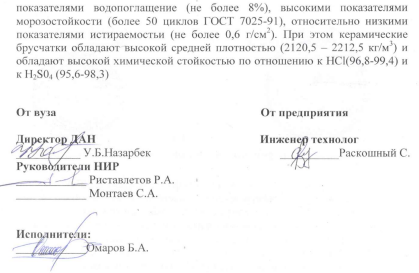 показателями водопоглащение (не более 8%), высокими показателями
морозостойкости (более 50 циклов ГОСТ 7025-91), относительно низкими
показателями истираемостьи (не более 0,6 г/см²). При этом керамические
брусчатки обладают высокой средней плотностью (2120,5 – 2212,5 кг/м³) и
обладают высокой химической стойкостью по отношению к HCl(96,8-99,4) и
к H₂S0₄ (95,6-98,3)
От вуза От предприятия
Директор ДАН Инженер технолог
У.Б.Назарбек Раскошный С.
Руководители НИР
Риставлетов Р.А.
Монтаев С.А.
Исполнители:
Омаров Б.А.